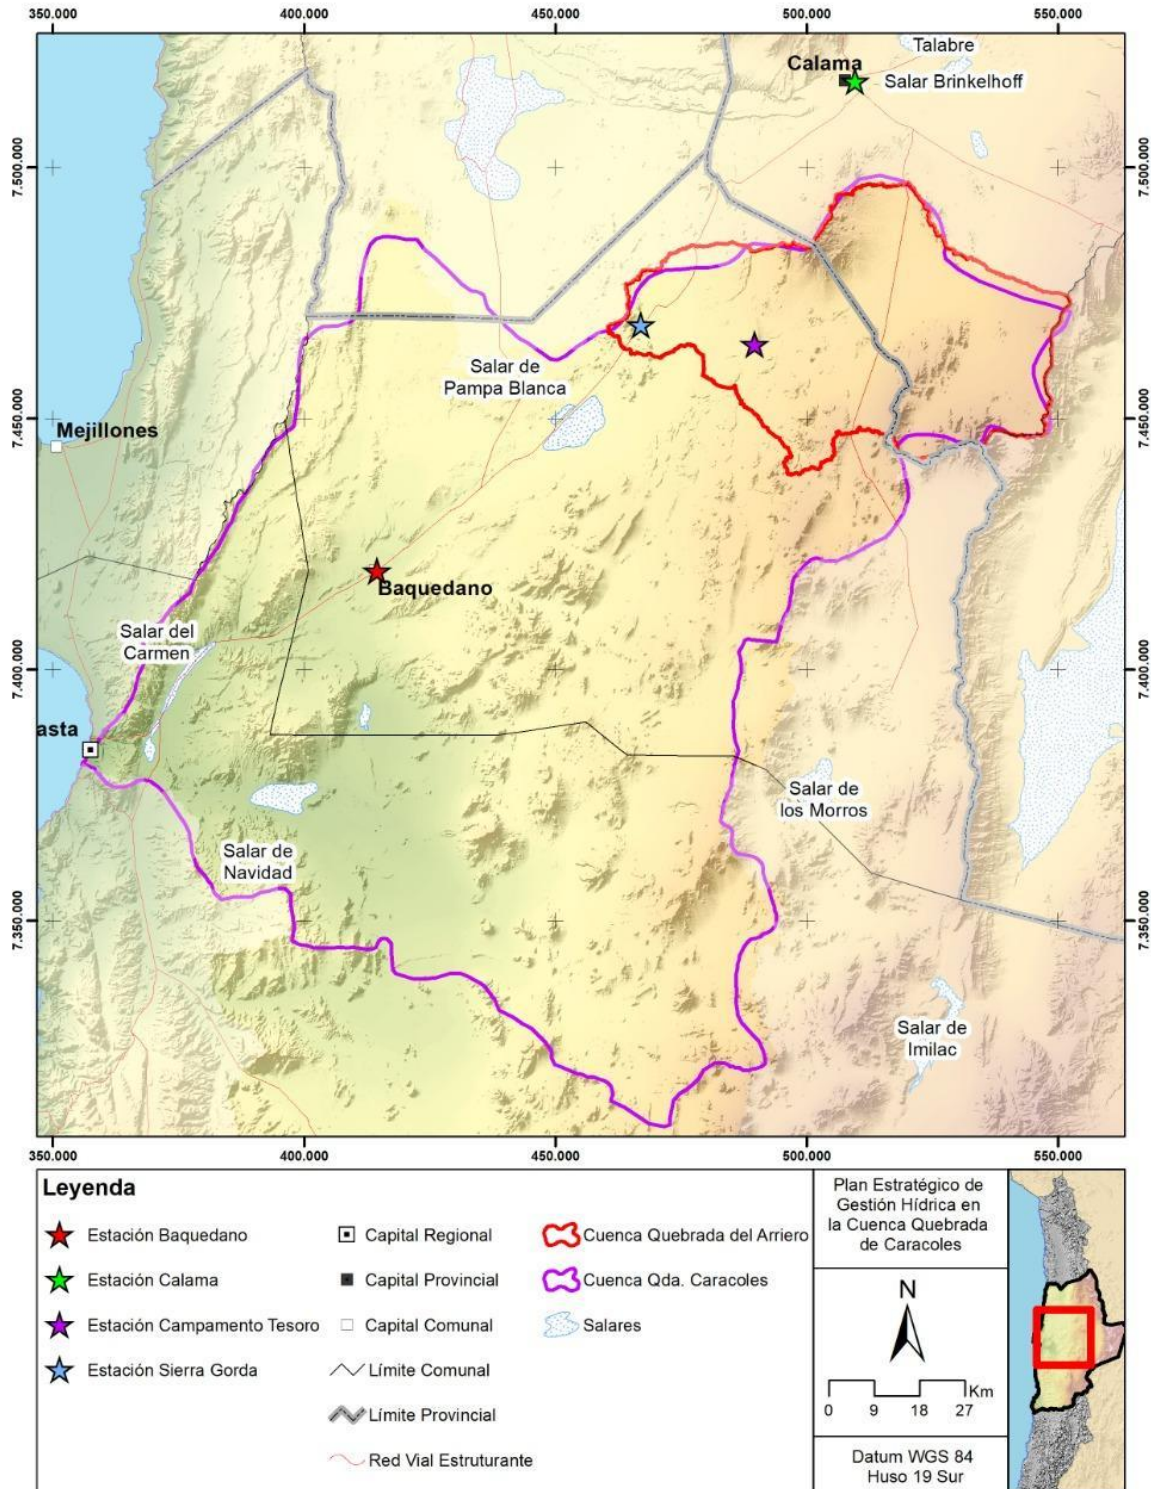 350.000
400.000
450.000
500.000
550.000
Talabre
Calama
Salar Brinkelhoff
7.500.000
7.500.000
Salar de
Pampa Blanca
7.450.000
7.450.000
Mejillones
Baquedano
Salar del
Carmen
7.400.000
7.400.000
asta
Salar de
los Morros
Salar de
Navidad
7.350.000
7.350.000
Salar de
Imilac
350.000
400.000
450.000
500.000
550.000
Leyenda
Estación Baquedano
Estación Calama
Estación Campamento Tesoro
Estación Sierra Gorda
Capital Regional
Capital Provincial
Capital Comunal
Límite Comunal
Límite Provincial
Red Vial Estruturante
Cuenca Quebrada del Arriero
Cuenca Qda. Caracoles
Salares
Plan Estratégico de
Gestión Hídrica en
la Cuenca Quebrada
de Caracoles
N
Km
0 9 18 27
Datum WGS 84
Huso 19 Sur